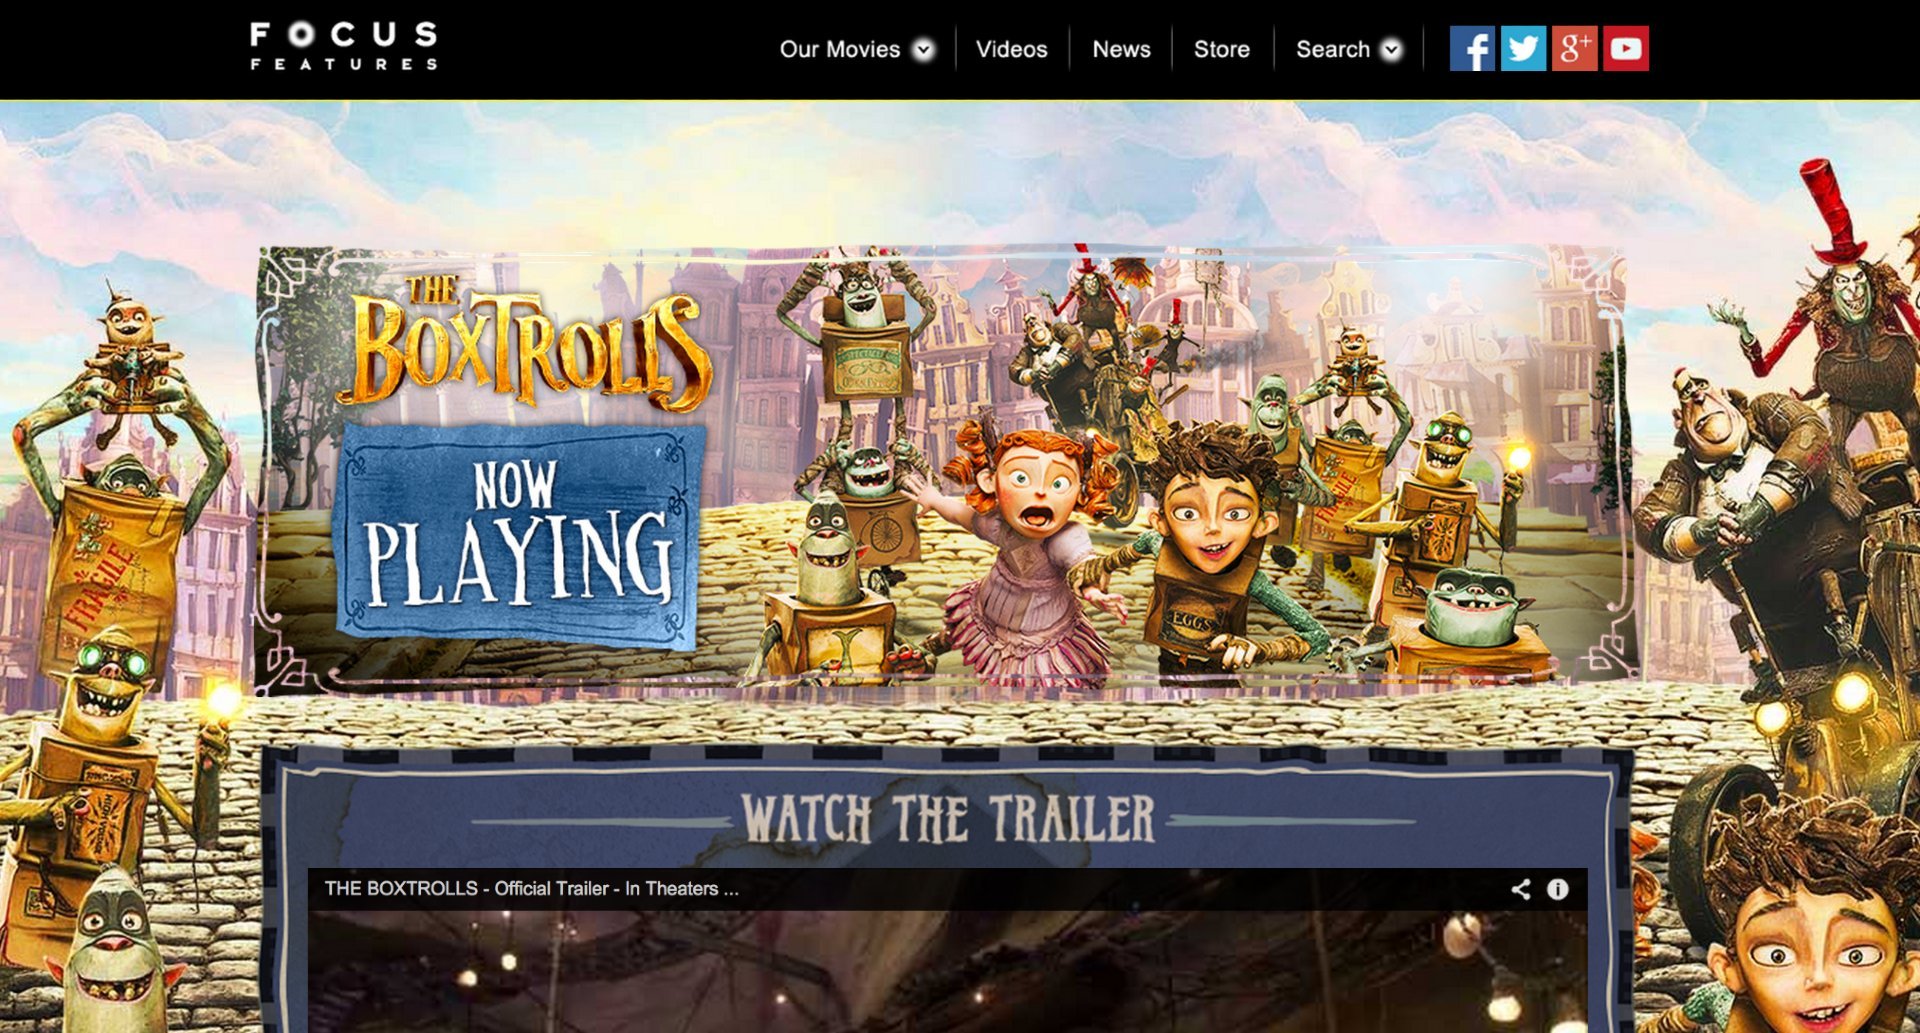 FOCUS
FEATURES
Our Movies
Videos
News
Store
Search
f
g+
THE
BOXTROLLS
NOW
PLAYING
FRAGILE
EGGS
FRAGILE
WATCH THE TRAILER
THE BOXTROLLS - Official Trailer - In Theaters ...